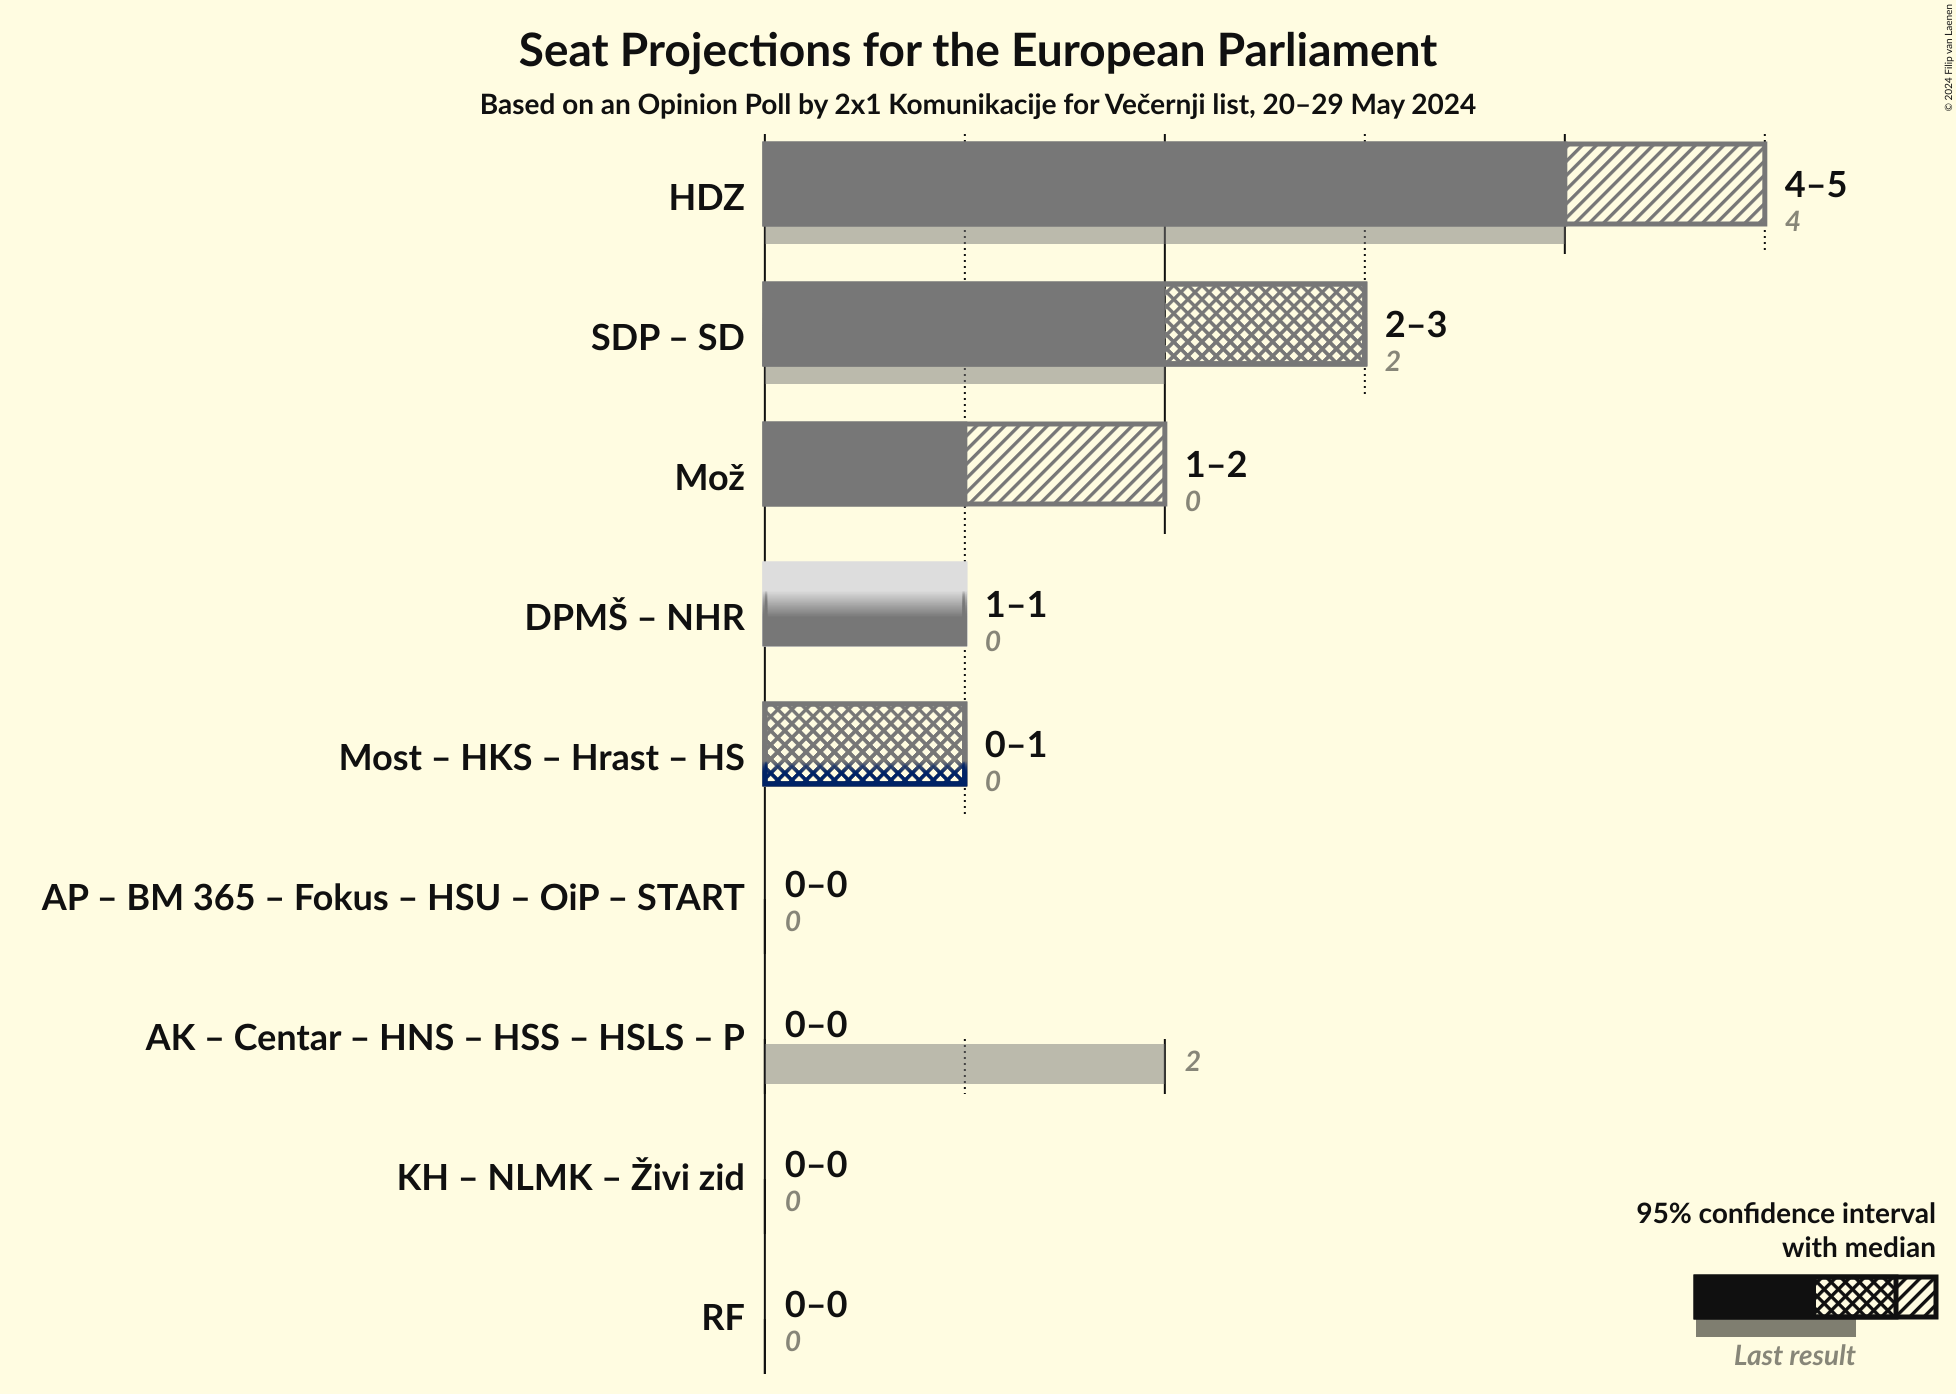 Seat Projections for the European Parliament
Based on an Opinion Poll by 2x1 Komunikacije for Večernji list, 20–29 May 2024
© 2024 Filip van Laenen
HDZ
4–5
4
SDP – SD
2–3
2
Mož
1–2
0
DPMŠ – NHR
1–1
0
Most – HKS – Hrast – HS
0–1
0
AP – BM 365 – Fokus – HSU – OiP – START
0–0
0
AK – Centar – HNS – HSS – HSLS – P
0–0
2
KH – NLMK – Živi zid
0–0
0
RF
0–0
0
95% confidence interval
with median
Last result